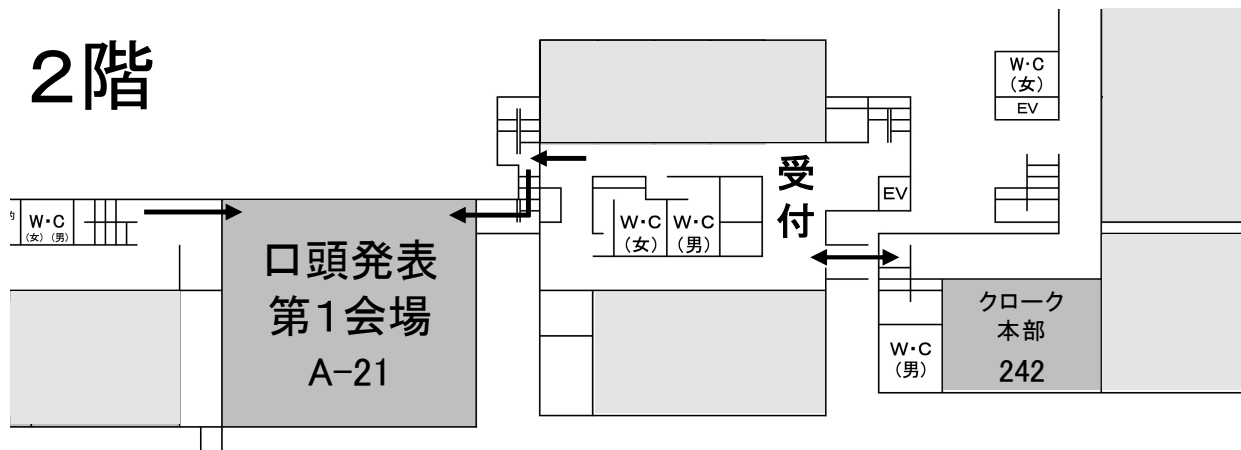 2階
W・C
(女)
EV
受
付
EV
W・C
(女) (男)
W・C
(女)
W・C
(男)
口頭発表
第1会場
A-21
クローク
本部
242
W・C
(男)